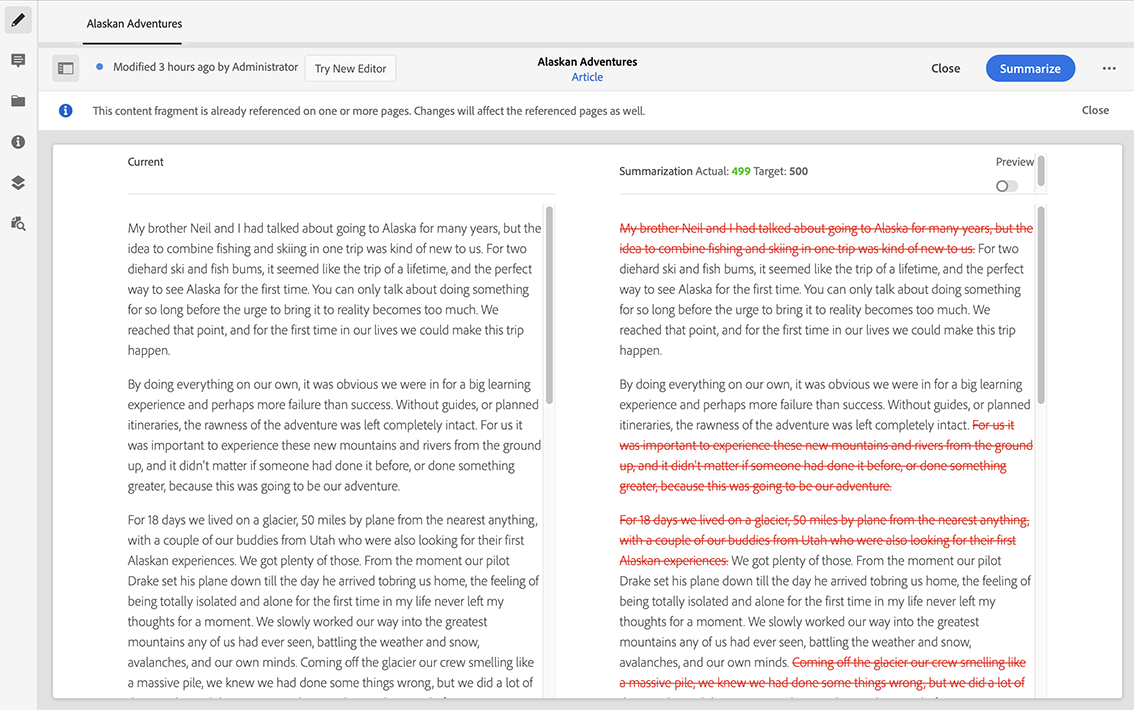 Alaskan Adventures
Modified 3 hours ago by Administrator
Try New Editor
Alaskan Adventures
Article
Close
Summarize
This content fragment is already referenced on one or more pages. Changes will affect the referenced pages as well.
Close
Current
My brother Neil and I had talked about going to Alaska for many years, but the
idea to combine fishing and skiing in one trip was kind of new to us. For two
diehard ski and fish bums, it seemed like the trip of a lifetime, and the perfect
way to see Alaska for the first time. You can only talk about doing something
for so long before the urge to bring it to reality becomes too much. We
reached that point, and for the first time in our lives we could make this trip
happen.
By doing everything on our own, it was obvious we were in for a big learning
experience and perhaps more failure than success. Without guides, or planned
itineraries, the rawness of the adventure was left completely intact. For us it
was important to experience these new mountains and rivers from the ground
up, and it didn't matter if someone had done it before, or done something
greater, because this was going to be our adventure.
For 18 days we lived on a glacier, 50 miles by plane from the nearest anything,
with a couple of our buddies from Utah who were also looking for their first
Alaskan experiences. We got plenty of those. From the moment our pilot
Drake set his plane down till the day he arrived tobring us home, the feeling of
being totally isolated and alone for the first time in my life never left my
thoughts for a moment. We slowly worked our way into the greatest
mountains any of us had ever seen, battling the weather and snow,
avalanches, and our own minds. Coming off the glacier our crew smelling like
a massive pile, we knew we had done some things wrong, but we did a lot of
Summarization Actual: 499 Target: 500
Preview
My brother Neil and I had talked about going to Alaska for many years, but the
idea to combine fishing and skiing in one trip was kind of new to us. For two
diehard ski and fish bums, it seemed like the trip of a lifetime, and the perfect
way to see Alaska for the first time. You can only talk about doing something
for so long before the urge to bring it to reality becomes too much. We
reached that point, and for the first time in our lives we could make this trip
happen.
By doing everything on our own, it was obvious we were in for a big learning
experience and perhaps more failure than success. Without guides, or planned
itineraries, the rawness of the adventure was left completely intact. For us it
was important to experience these new mountains and rivers from the ground
up, and it didn't matter if someone had done it before, or done something
greater, because this was going to be our adventure.
For 18 days we lived on a glacier, 50 miles by plane from the nearest anything,
with a couple of our buddies from Utah who were also looking for their first
Alaskan experiences. We got plenty of those. From the moment our pilot
Drake set his plane down till the day he arrived tobring us home, the feeling of
being totally isolated and alone for the first time in my life never left my
thoughts for a moment. We slowly worked our way into the greatest
mountains any of us had ever seen, battling the weather and snow,
avalanches, and our own minds. Coming off the glacier our crew smelling like
a massive pile, we knew we had done some things wrong, but we did a lot of